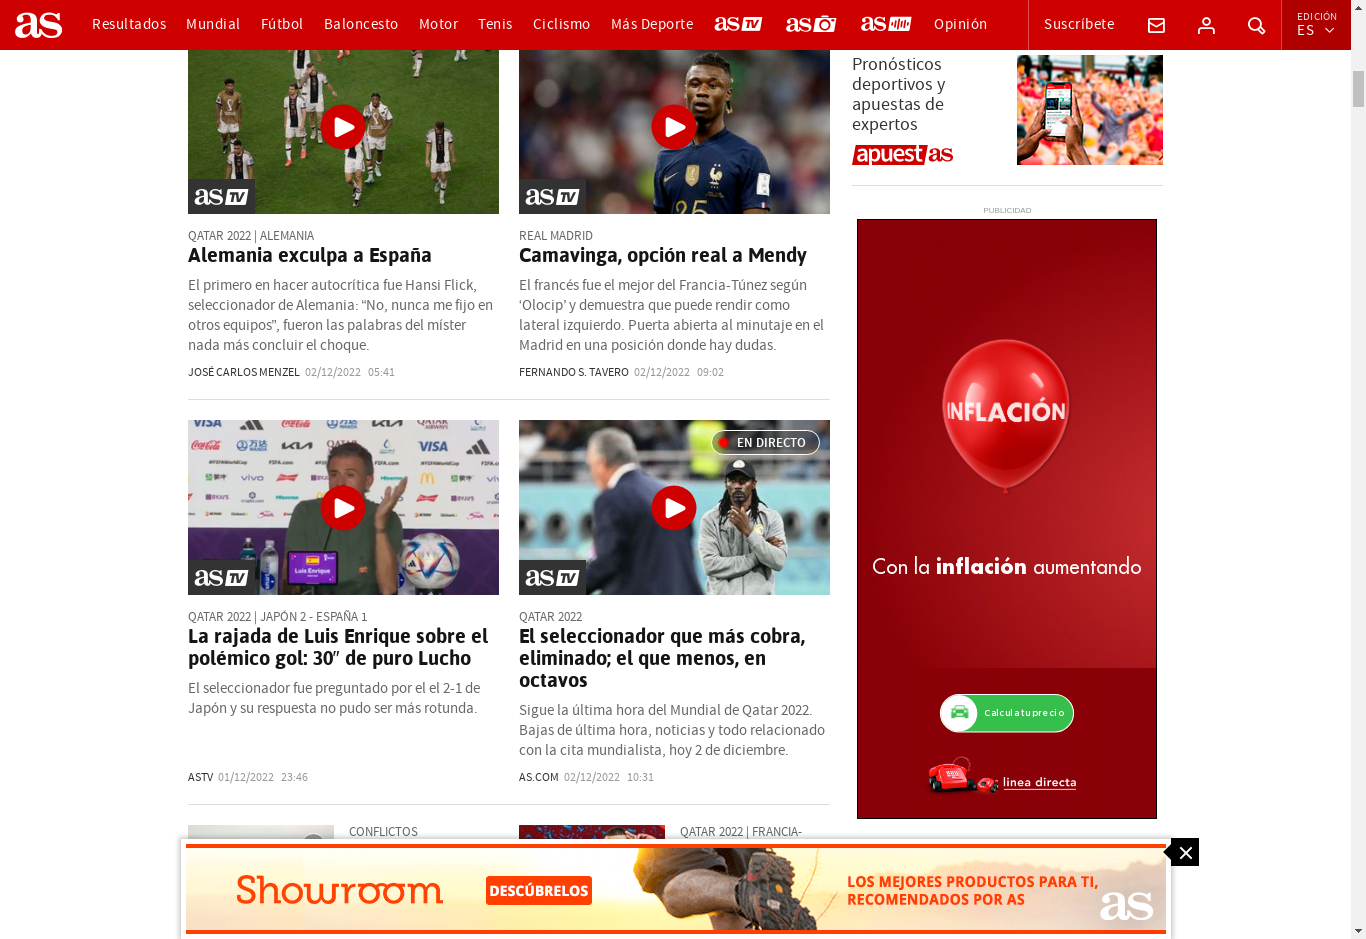 as
Resultados
Mundial
Fútbol
Baloncesto
Motor
Tenis
Ciclismo
Más Deporte
as TV
as
as
Opinión
Suscríbete
EDICIÓN
ES
as TV
QATAR 2022 | ALEMANIA
Alemania exculpa a España
El primero en hacer autocrítica fue Hansi Flick,
seleccionador de Alemania: “No, nunca me fijo en
otros equipos”, fueron las palabras del míster
nada más concluir el choque.
JOSÉ CARLOS MENZEL 02/12/2022 05:41
as TV
REAL MADRID
Camavinga, opción real a Mendy
El francés fue el mejor del Francia-Túnez según
‘Olocip’ y demuestra que puede rendir como
lateral izquierdo. Puerta abierta al minutaje en el
Madrid en una posición donde hay dudas.
FERNANDO S. TAVERO 02/12/2022 09:02
Luis Enrique
as TV
QATAR 2022 | JAPÓN 2 - ESPAÑA 1
La rajada de Luis Enrique sobre el
polémico gol: 30″ de puro Lucho
El seleccionador fue preguntado por el el 2-1 de
Japón y su respuesta no pudo ser más rotunda.
ASTV 01/12/2022 23:46
EN DIRECTO
as TV
QATAR 2022
El seleccionador que más cobra,
eliminado; el que menos, en
octavos
Sigue la última hora del Mundial de Qatar 2022.
Bajas de última hora, noticias y todo relacionado
con la cita mundialista, hoy 2 de diciembre.
AS.COM 02/12/2022 10:31
CONFLICTOS
QATAR 2022 | FRANCIA-
Pronósticos
deportivos y
apuestas de
expertos
apuestas
PUBLICIDAD
INFLACIÓN
Con la inflación aumentando
Calcula tu precio
linea directa
Showroom
DESCÚBRELOS
LOS MEJORES PRODUCTOS PARA TI,
RECOMENDADOS POR AS
as